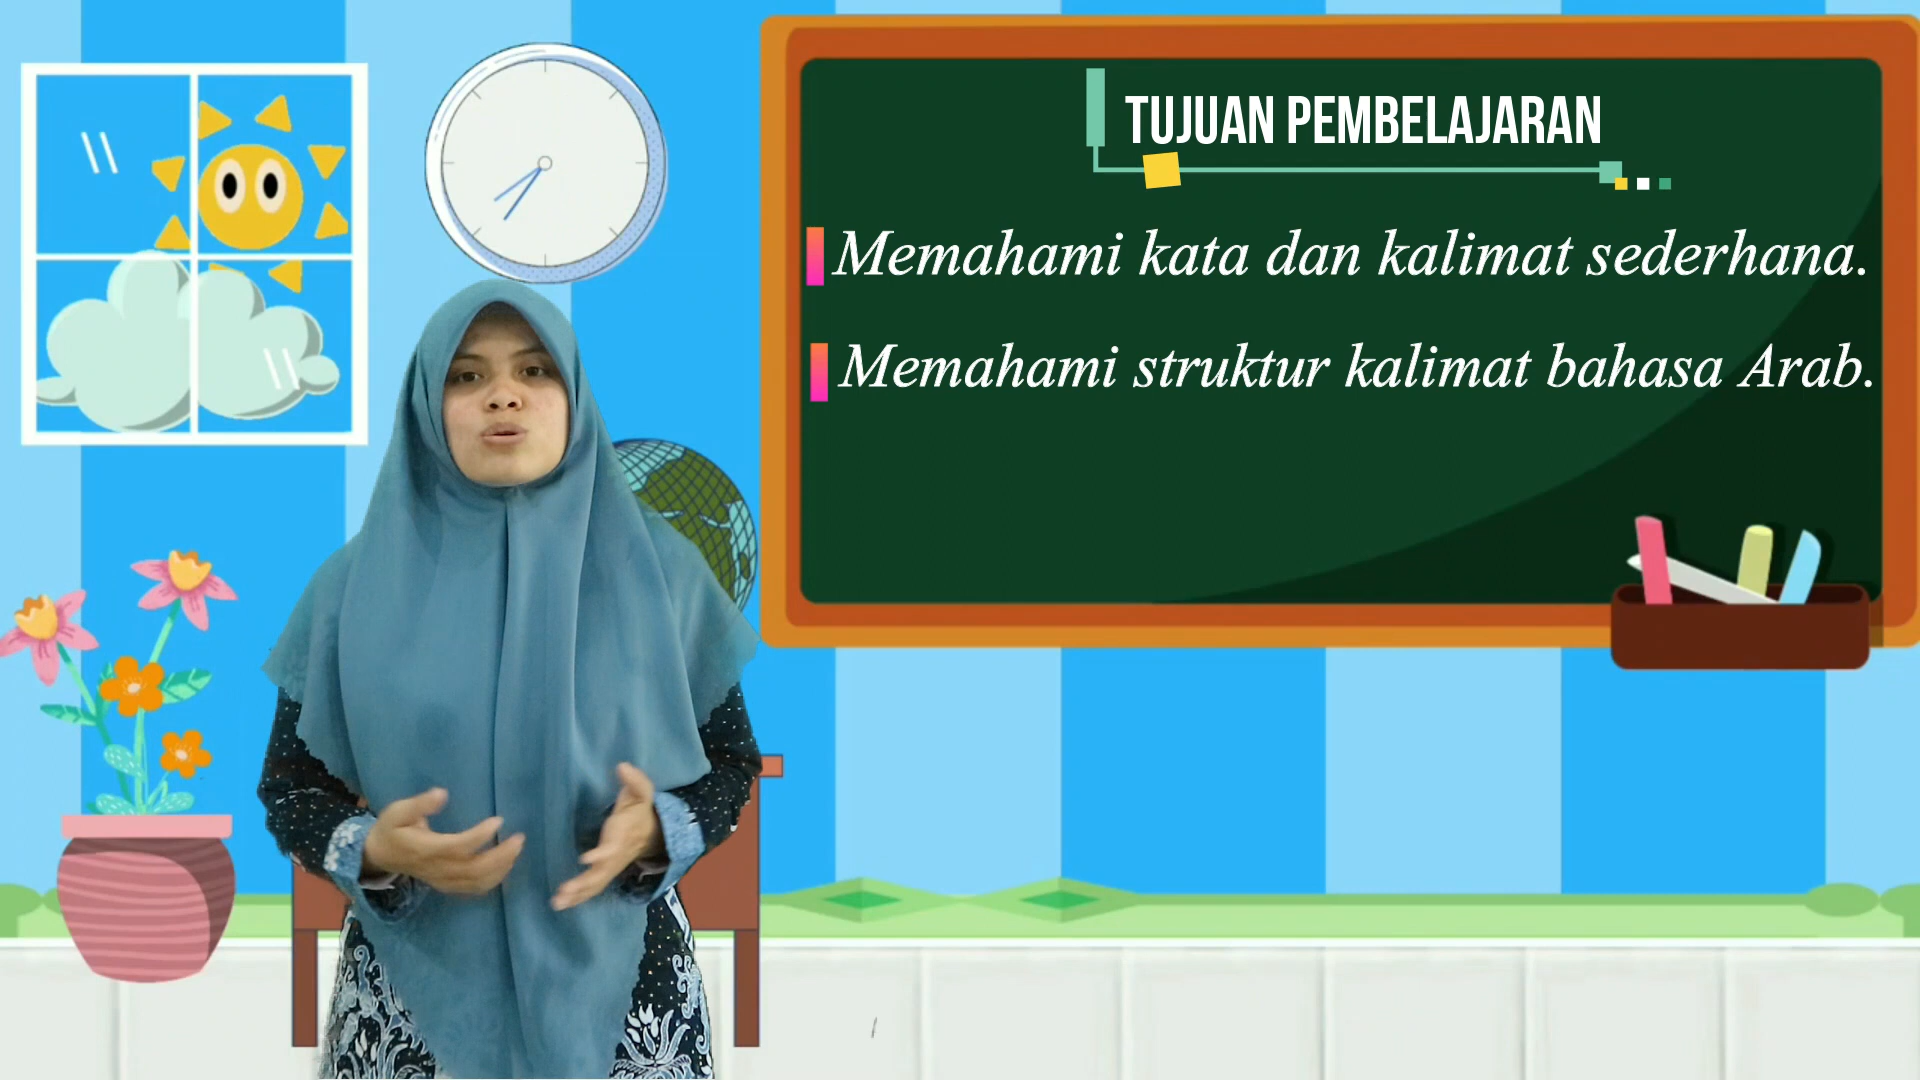 TUJUAN PEMBELAJARAN
Memahami kata dan kalimat sederhana.
Memahami struktur kalimat bahasa Arab.